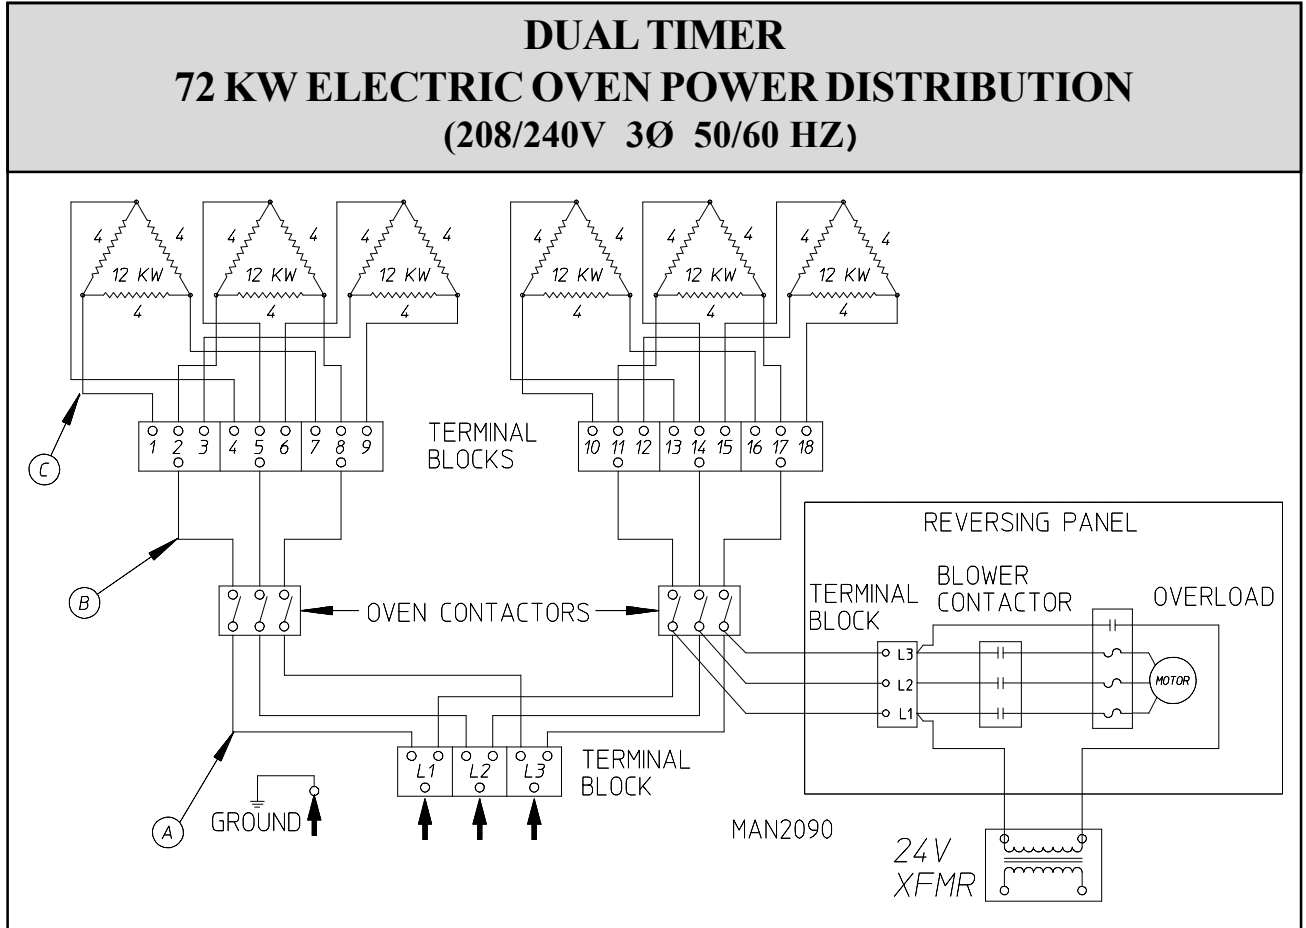 DUAL TIMER
72 KW ELECTRIC OVEN POWER DISTRIBUTION
(208/240V 3Ø 50/60 HZ)
4 4 4 4 4 4 4 4 4 4 4 4
12 KW 12 KW 12 KW 12 KW 12 KW 12 KW
4 4 4 4 4 4
C
1 2 3 4 5 6 7 8 9
TERMINAL
BLOCKS
10 11 12 13 14 15 16 17 18
B
OVEN CONTACTORS
REVERSING PANEL
TERMINAL
BLOCK
BLOWER
CONTACTOR
OVERLOAD
L3
L2
L1
MOTOR
A
GROUND
L1 L2 L3
TERMINAL
BLOCK
MAN2090
24V
XFMR